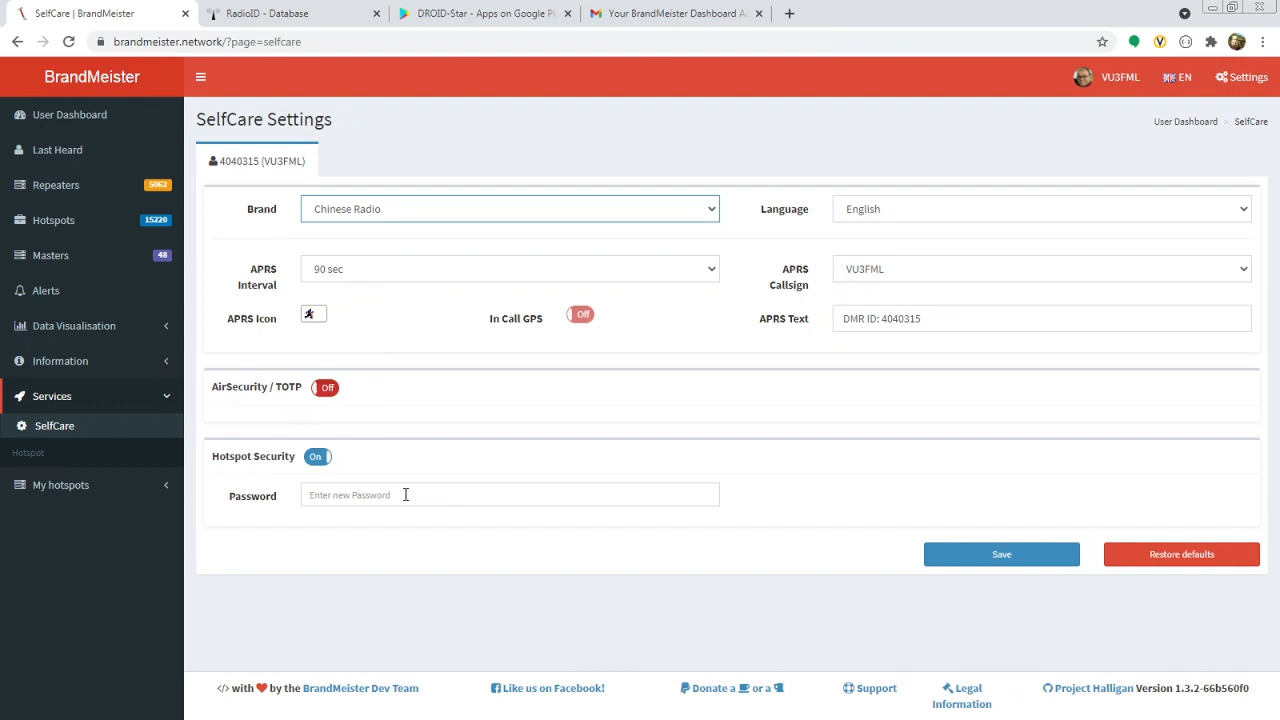 SelfCare | BrandMeister
RadioID - Database
DROID-Star - Apps on Google Pl
Your BrandMeister Dashboard Ac
brandmeister.network/?page=selfcare
BrandMeister
VU3FML
EN
Settings
User Dashboard
Last Heard
Repeaters 5062
Hotspots 15220
Masters 48
Alerts
Data Visualisation
Information
Services
SelfCare
Hotspot
My hotspots
SelfCare Settings
User Dashboard > SelfCare
4040315 (VU3FML)
Brand Chinese Radio
Language English
APRS Interval 90 sec
APRS Callsign VU3FML
APRS Icon
In Call GPS Off
APRS Text DMR ID: 4040315
AirSecurity / TOTP Off
Hotspot Security On
Password Enter new Password
Save
Restore defaults
</> with ❤ by the BrandMeister Dev Team
Like us on Facebook!
Donate a or a
Support
Legal Information
Project Halligan Version 1.3.2-66b560f0